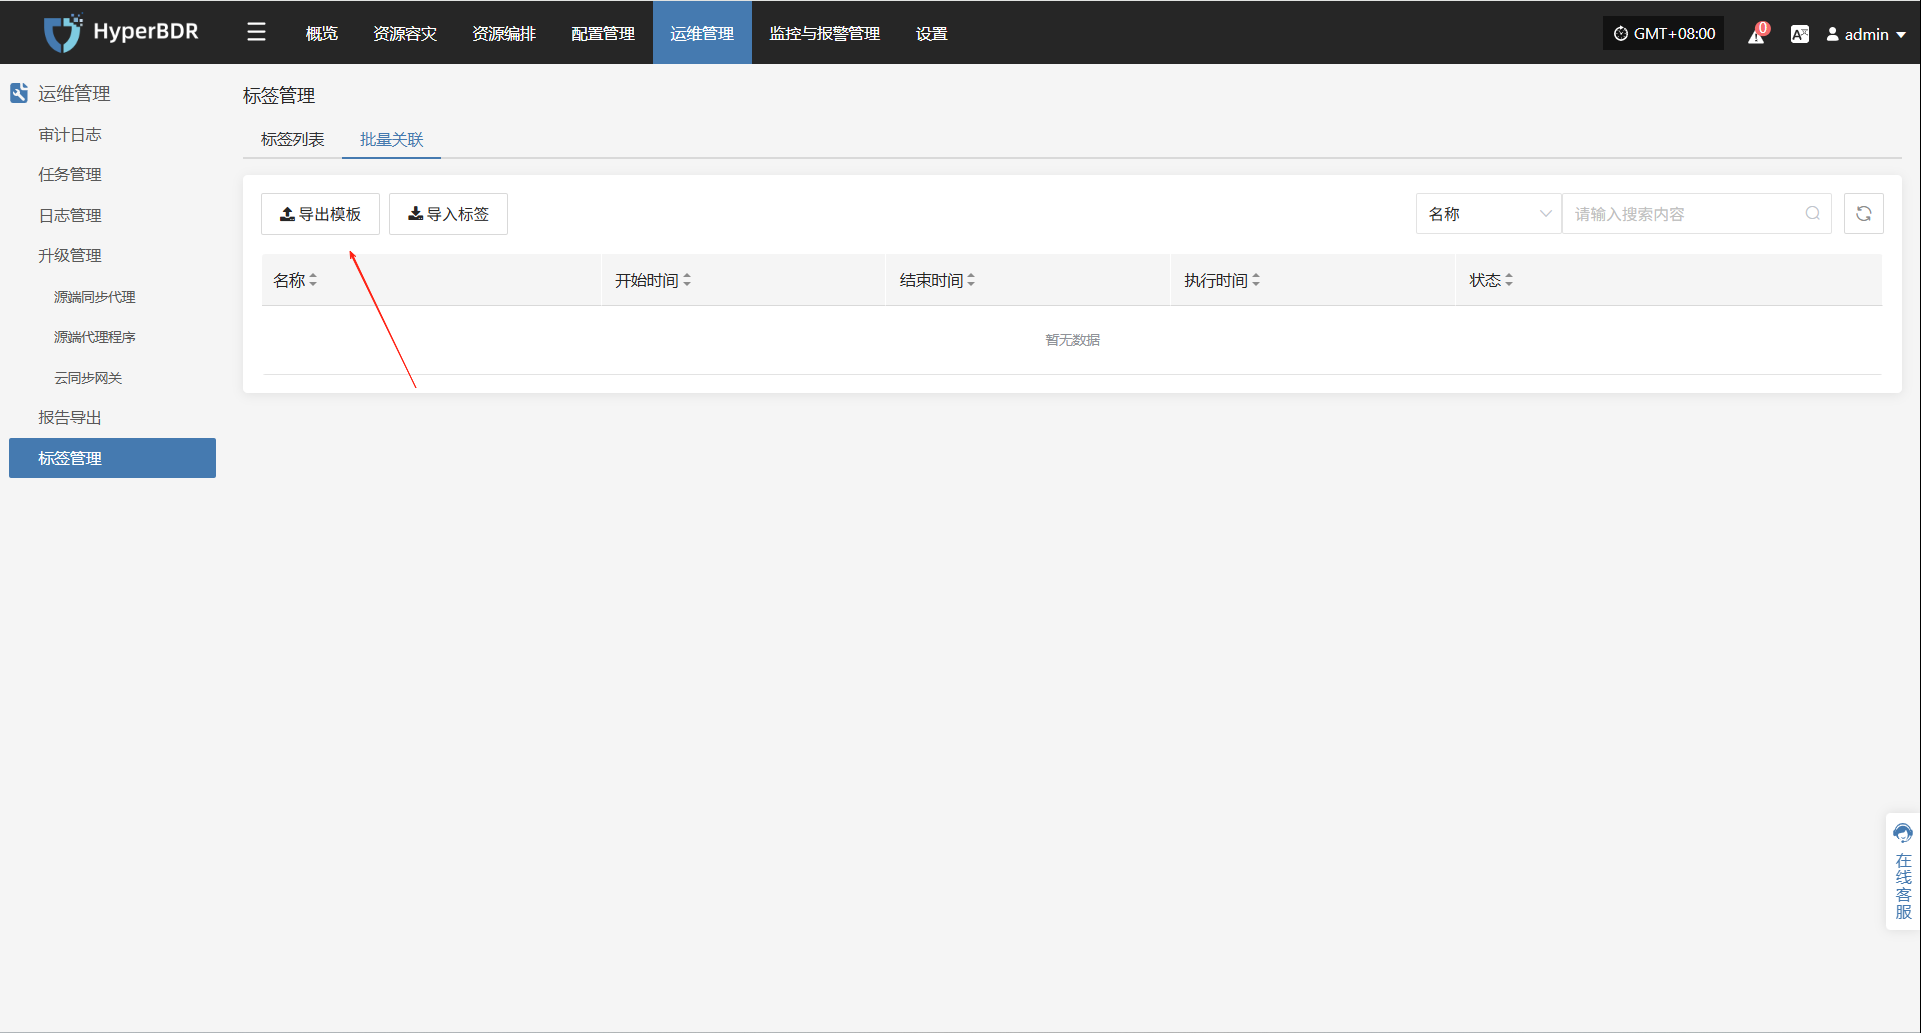 HyperBDR
概览
资源容灾
资源编排
配置管理
运维管理
监控与报警管理
设置
GMT+08:00
0
admin
运维管理
审计日志
任务管理
日志管理
升级管理
源端同步代理
源端代理程序
云同步网关
报告导出
标签管理
标签管理
标签列表
批量关联
导出模板
导入标签
名称
请输入搜索内容
名称
开始时间
结束时间
执行时间
状态
暂无数据
在线客服